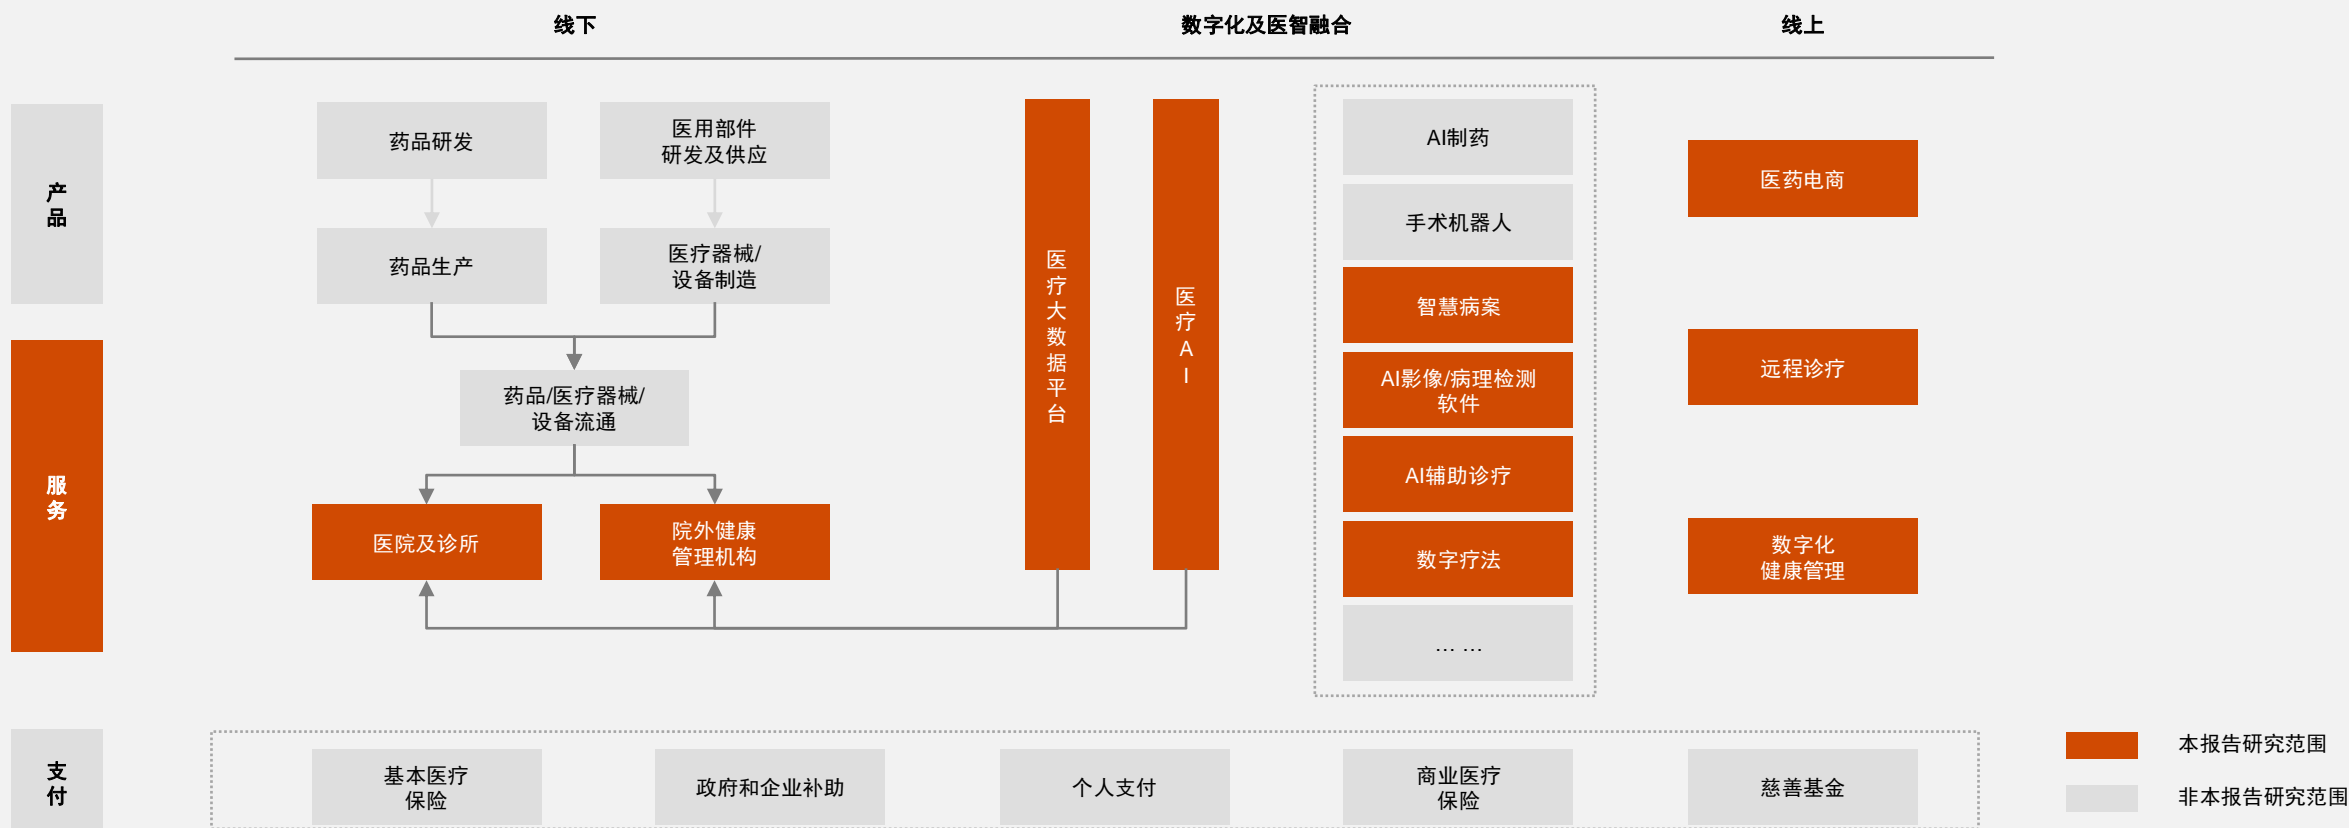 线下
数字化及医智融合
线上
产
品
药品研发
医用部件
研发及供应
药品生产
医疗器械/
设备制造
药品/医疗器械/
设备流通
服
务
医院及诊所
院外健康
管理机构
医
疗
大
数
据
平
台
医
疗
A
I
AI制药
手术机器人
智慧病案
AI影像/病理检测
软件
AI辅助诊疗
数字疗法
… …
医药电商
远程诊疗
数字化
健康管理
支
付
基本医疗
保险
政府和企业补助
个人支付
商业医疗
保险
慈善基金
本报告研究范围
非本报告研究范围